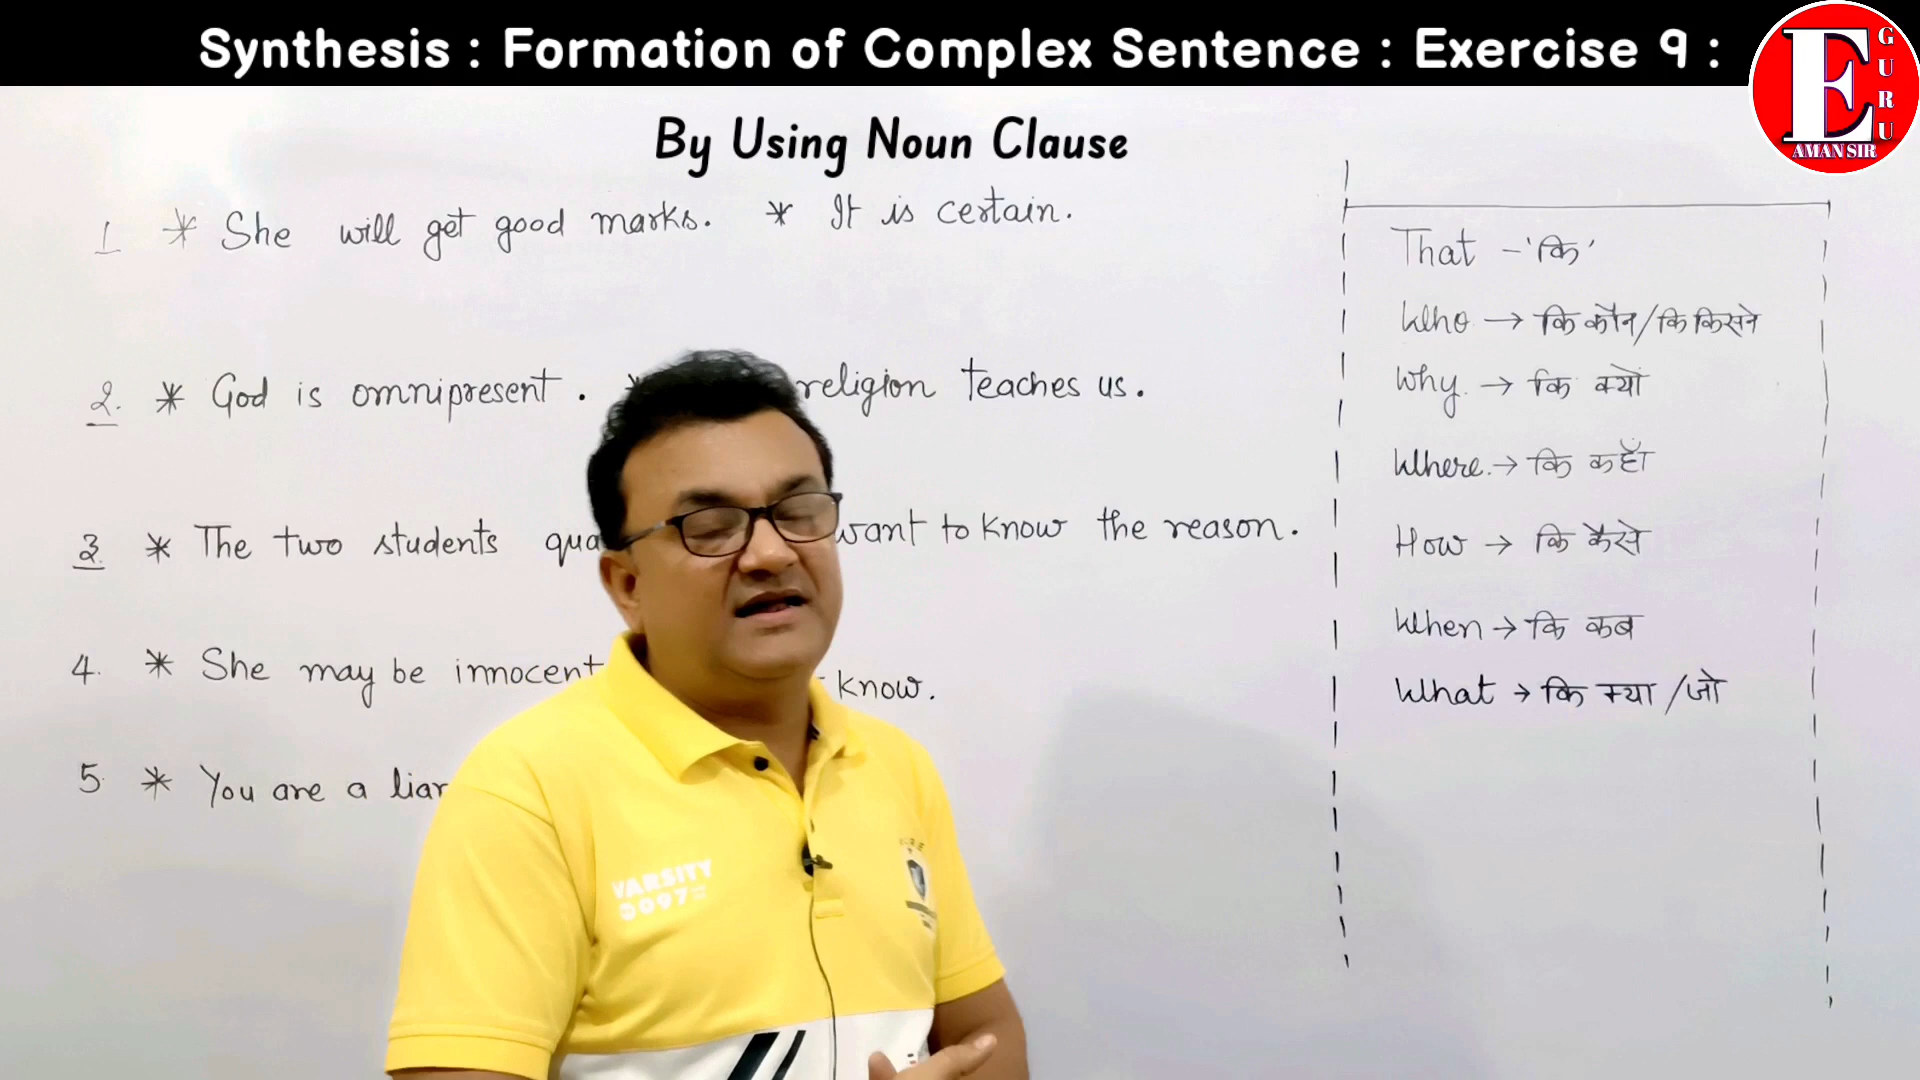 Synthesis : Formation of Complex Sentence : Exercise 9 :
E GURU
AMAN SIR
By Using Noun Clause
1 * She will get good marks. * It is certain.
2. * God is omnipresent. * religion teaches us.
3. * The two students want to know the reason.
4. * She may be innocent know.
5 * You are a liar
VARSITY
That - 'कि'
Who → कि कौन/कि किसने
Why. → कि क्यों
Where. → कि कहाँ
How → कि कैसे
When → कि कब
What → कि क्या /जो